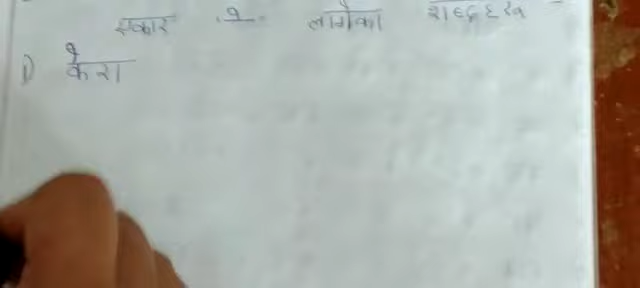 एकार े लागेका शब्दहरु -
1) केरा